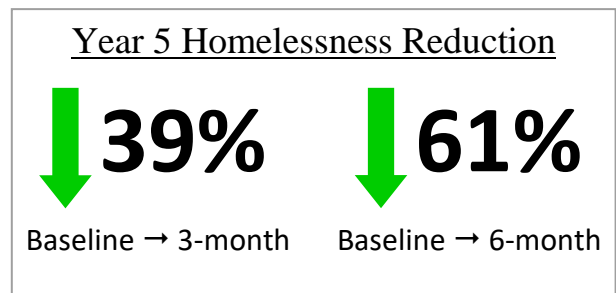 Year 5 Homelessness Reduction
39% 61%
Baseline → 3-month Baseline → 6-month